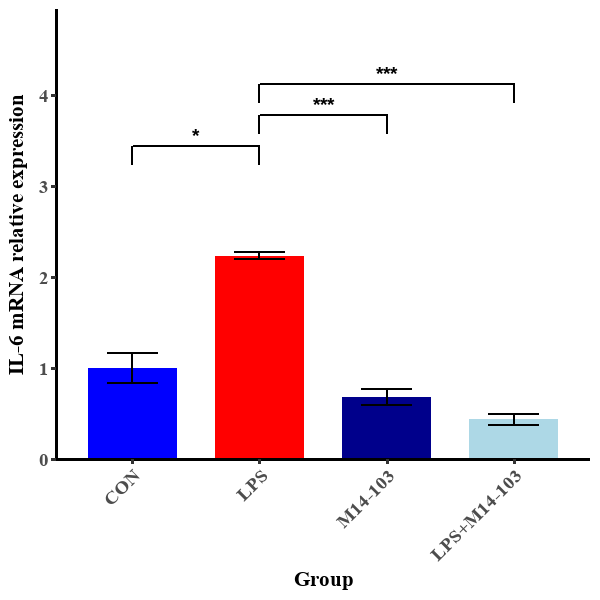 IL-6 mRNA relative expression
4
3
2
1
0
***
***
*
CON
LPS
M14-103
LPS+M14-103
Group